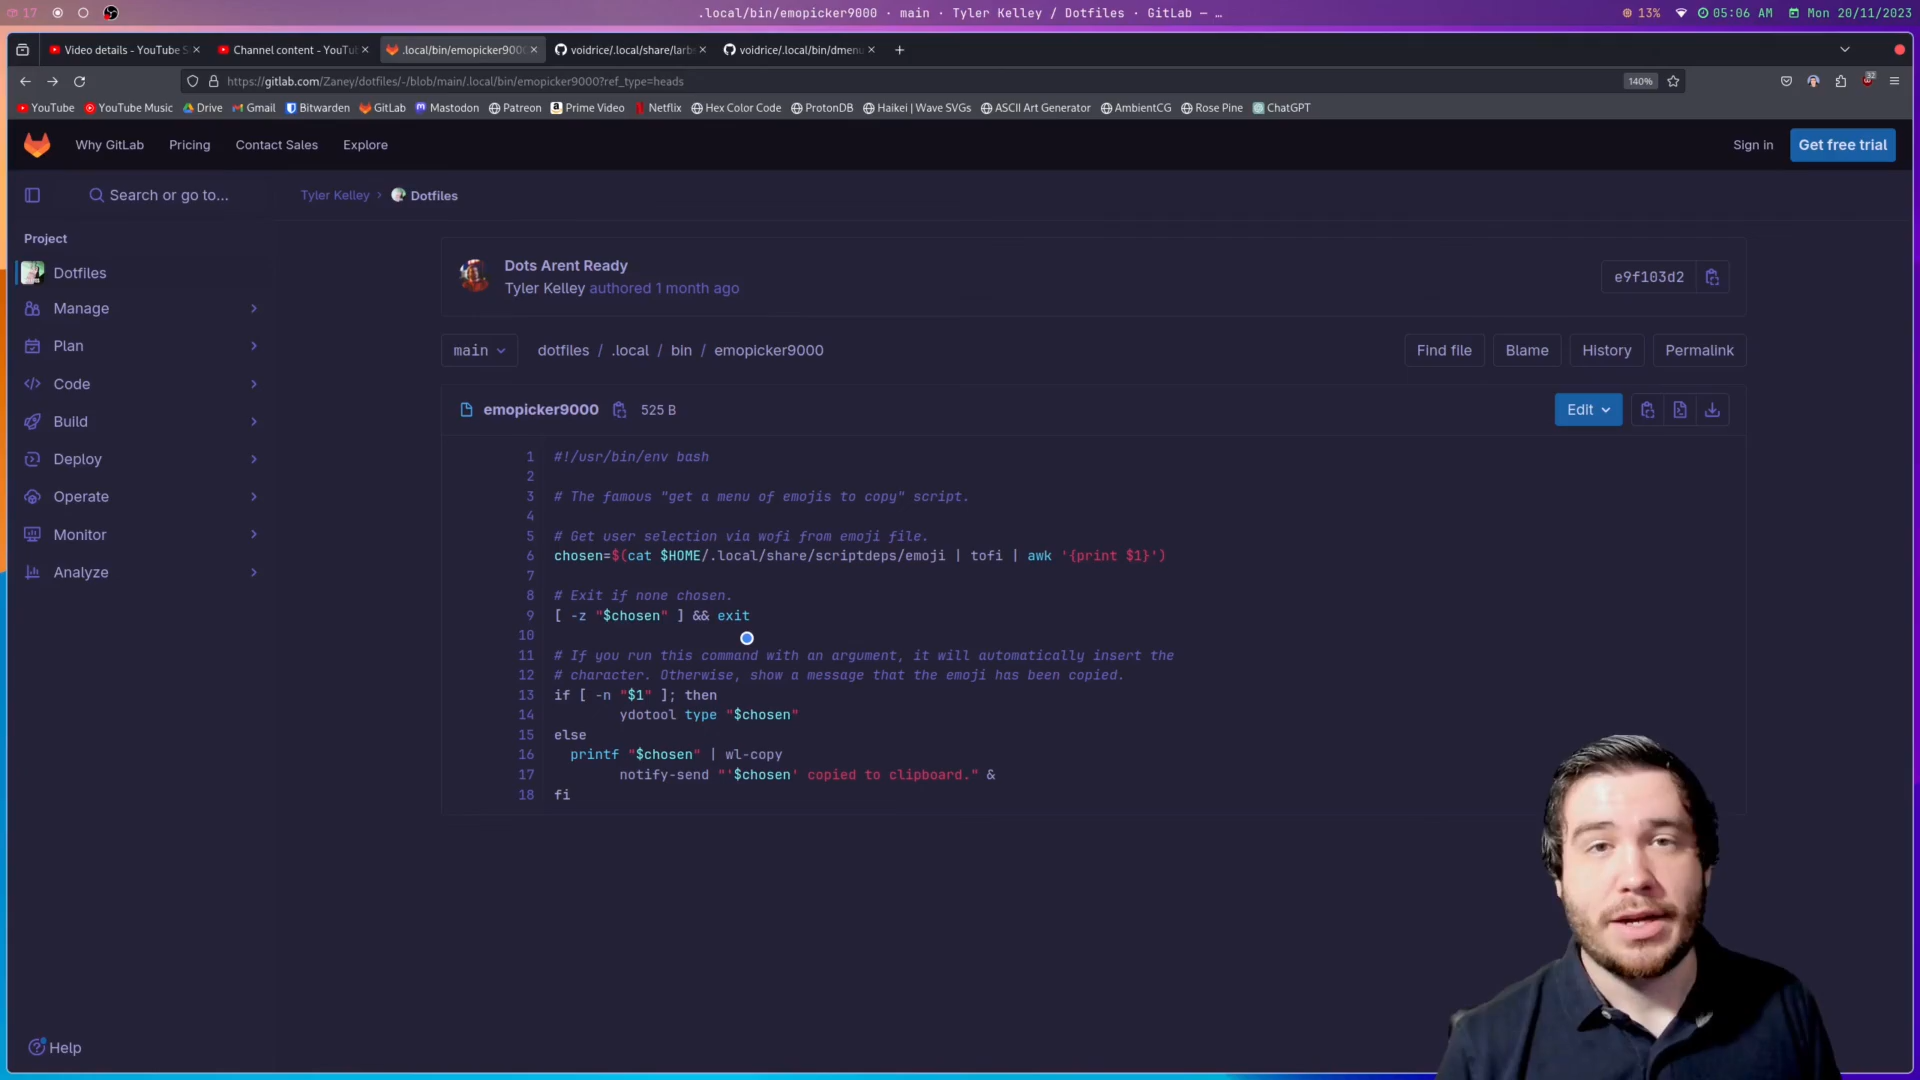 17
.local/bin/emopicker9000 · main · Tyler Kelley / Dotfiles · GitLab — …
13%
05:06 AM
Mon 20/11/2023
Video details - YouTube S
Channel content - YouTu
.local/bin/emopicker9000
voidrice/.local/share/larb
voidrice/.local/bin/dmenu
https://gitlab.com/Zaney/dotfiles/-/blob/main/.local/bin/emopicker9000?ref_type=heads
140%
32
YouTube
YouTube Music
Drive
Gmail
Bitwarden
GitLab
Mastodon
Patreon
Prime Video
Netflix
Hex Color Code
ProtonDB
Haikei | Wave SVGs
ASCII Art Generator
AmbientCG
Rose Pine
ChatGPT
Why GitLab
Pricing
Contact Sales
Explore
Sign in
Get free trial
Search or go to...
Tyler Kelley › Dotfiles
Project
Dotfiles
Manage
Plan
Code
Build
Deploy
Operate
Monitor
Analyze
Help
Dots Arent Ready
Tyler Kelley authored 1 month ago
e9f103d2
main
dotfiles / .local / bin / emopicker9000
Find file
Blame
History
Permalink
emopicker9000
525 B
Edit
1 #!/usr/bin/env bash
2
3 # The famous "get a menu of emojis to copy" script.
4
5 # Get user selection via wofi from emoji file.
6 chosen=$(cat $HOME/.local/share/scriptdeps/emoji | tofi | awk '{print $1}')
7
8 # Exit if none chosen.
9 [ -z "$chosen" ] && exit
10
11 # If you run this command with an argument, it will automatically insert the
12 # character. Otherwise, show a message that the emoji has been copied.
13 if [ -n "$1" ]; then
14 ydotool type "$chosen"
15 else
16 printf "$chosen" | wl-copy
17 notify-send "'$chosen' copied to clipboard." &
18 fi